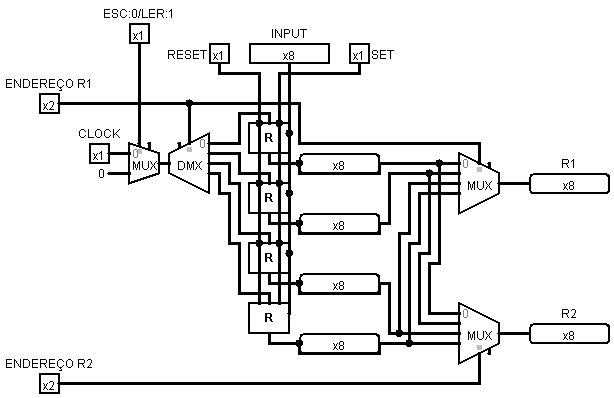 ESC:0/LER:1
x1
RESET
x1
INPUT
x8
x1
SET
ENDEREÇO R1
x2
CLOCK
x1
0
0
MUX
0
DMX
R
R
R
R
x8
x8
x8
x8
0
MUX
R1
x8
0
MUX
R2
x8
ENDEREÇO R2
x2